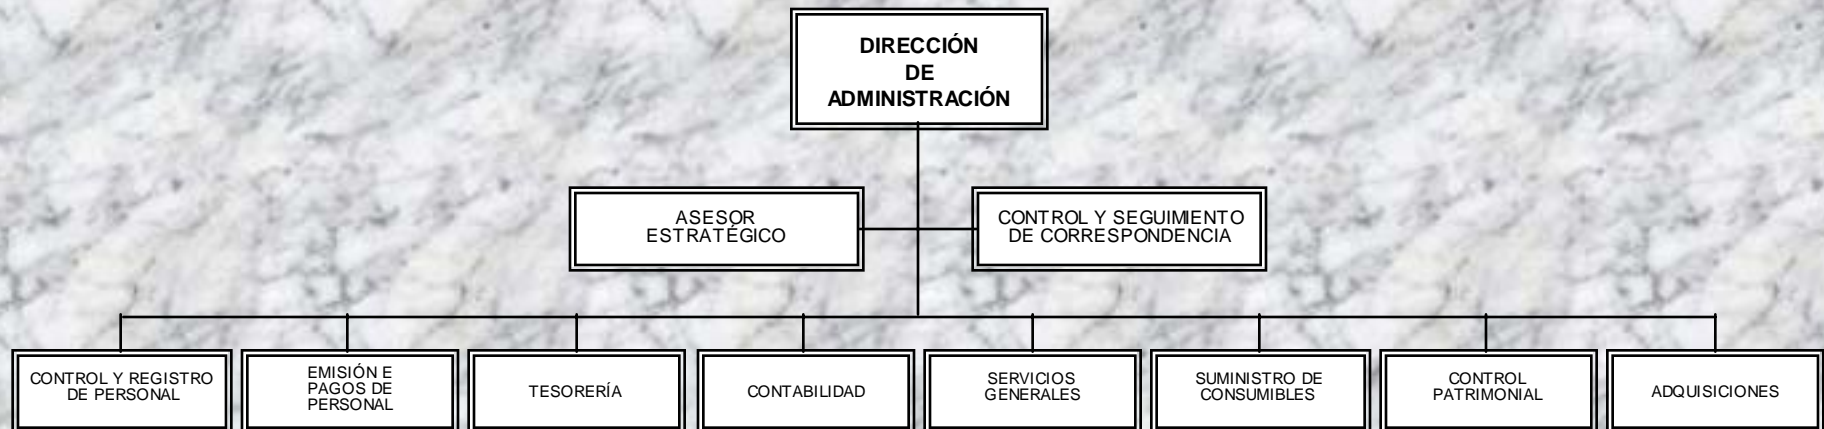 DIRECCIÓN
DE
ADMINISTRACIÓN
ASESOR
ESTRATÉGICO
CONTROL Y SEGUIMIENTO
DE CORRESPONDENCIA
CONTROL Y REGISTRO
DE PERSONAL
EMISIÓN E
PAGOS DE
PERSONAL
TESORERÍA
CONTABILIDAD
SERVICIOS
GENERALES
SUMINISTRO DE
CONSUMIBLES
CONTROL
PATRIMONIAL
ADQUISICIONES